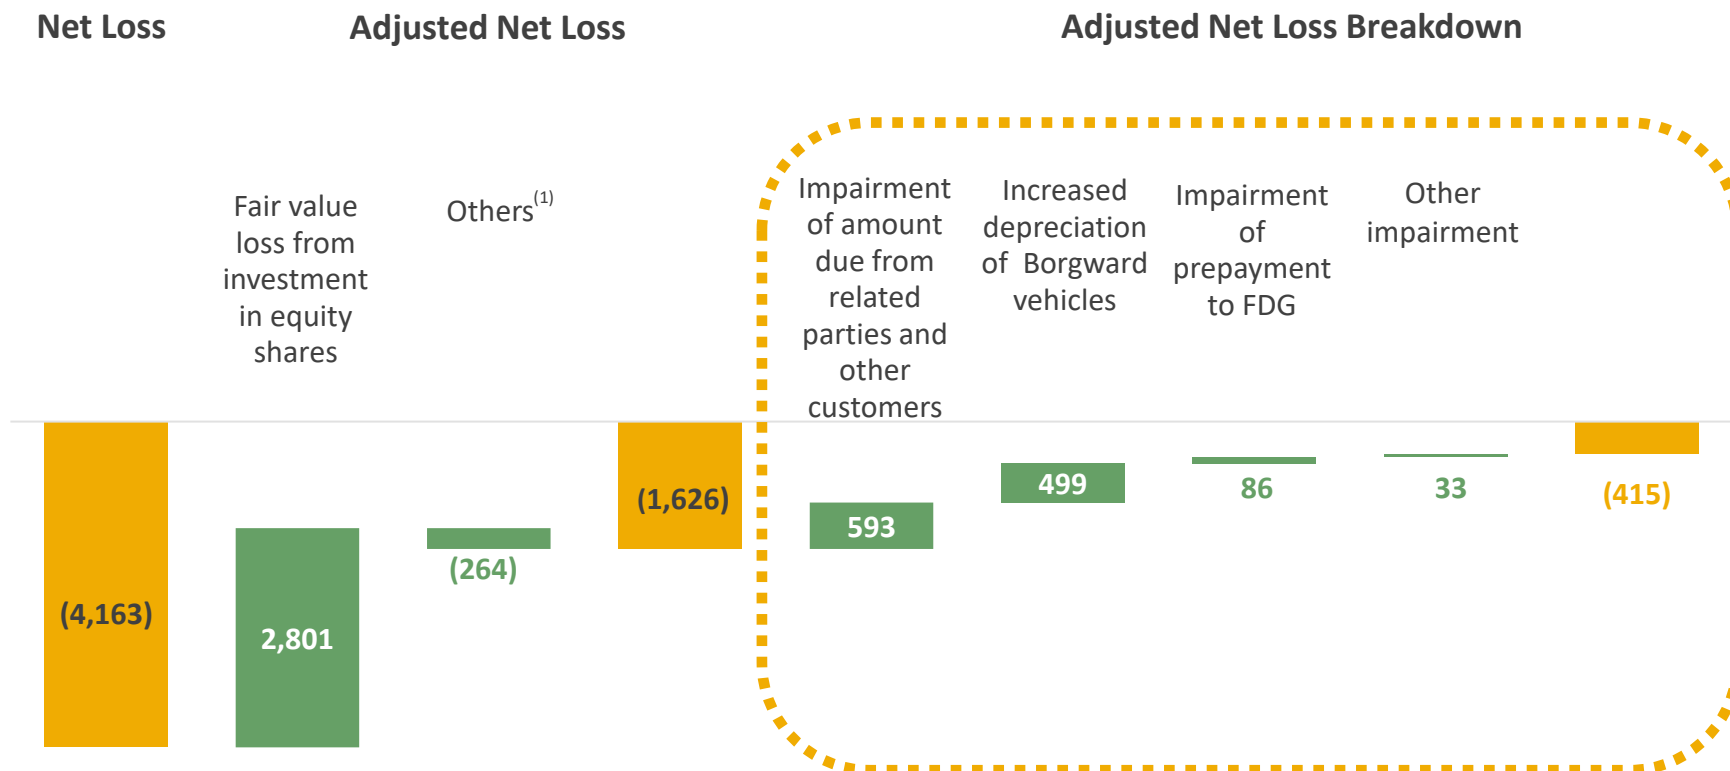 Net Loss
Adjusted Net Loss
Adjusted Net Loss Breakdown
Fair value
loss from
investment
in equity
shares
Others(1)
Impairment
of amount
due from
related
parties and
other
customers
Increased
depreciation
of Borgward
vehicles
Impairment
of
prepayment
to FDG
Other
impairment
(4,163)
2,801
(264)
(1,626)
593
499
86
33
(415)